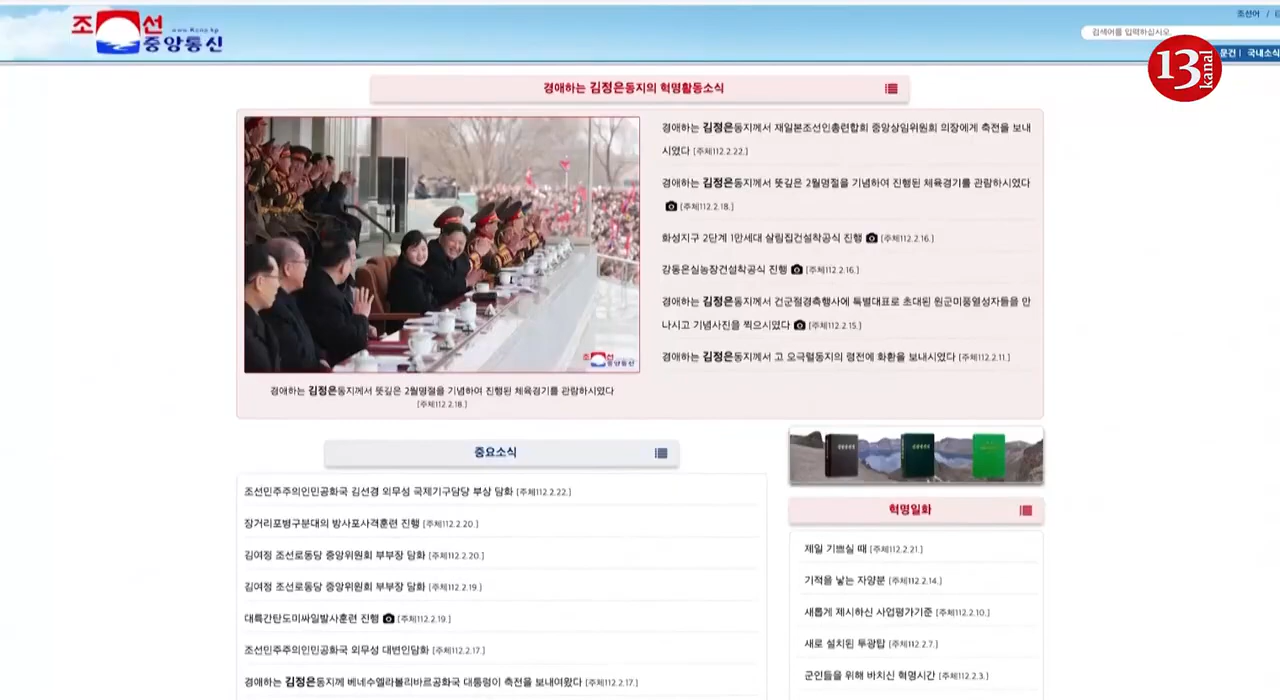 조선어 /
조 선
www.kcna.kp
중앙통신
검색어를 입력하십시오.
문건 | 국내소식
13 kanal
경애하는 김정은동지의 혁명활동소식
경애하는 김정은동지께서 재일본조선인총련합회 중앙상임위원회 의장에게 축전을 보내
시였다 [주체112.2.22.]
경애하는 김정은동지께서 뜻깊은 2월명절을 기념하여 진행된 체육경기를 관람하시였다
[주체112.2.18.]
화성지구 2단계 1만세대 살림집건설착공식 진행 [주체112.2.16.]
강동온실농장건설착공식 진행 [주체112.2.16.]
경애하는 김정은동지께서 건군절경축행사에 특별대표로 초대된 원군미풍열성자들을 만
나시고 기념사진을 찍으시였다 [주체112.2.15.]
경애하는 김정은동지께서 고 오극렬동지의 령전에 화환을 보내시였다 [주체112.2.11.]
조 선
중앙통신
경애하는 김정은동지께서 뜻깊은 2월명절을 기념하여 진행된 체육경기를 관람하시였다
[주체112.2.18.]
중요소식
조선민주주의인민공화국 김선경 외무성 국제기구담당 부상 담화 [주체112.2.22.]
장거리포병구분대의 방사포사격훈련 진행 [주체112.2.20.]
김여정 조선로동당 중앙위원회 부부장 담화 [주체112.2.20.]
김여정 조선로동당 중앙위원회 부부장 담화 [주체112.2.19.]
대륙간탄도미싸일발사훈련 진행 [주체112.2.19.]
조선민주주의인민공화국 외무성 대변인담화 [주체112.2.17.]
경애하는 김정은동지께 베네수엘라볼리바르공화국 대통령이 축전을 보내여왔다 [주체112.2.17.]
혁명일화
제일 기쁘실 때 [주체112.2.21.]
기적을 낳는 자양분 [주체112.2.14.]
새롭게 제시하신 사업평가기준 [주체112.2.10.]
새로 설치된 투광탑 [주체112.2.7.]
군인들을 위해 바치신 혁명시간 [주체112.2.3.]